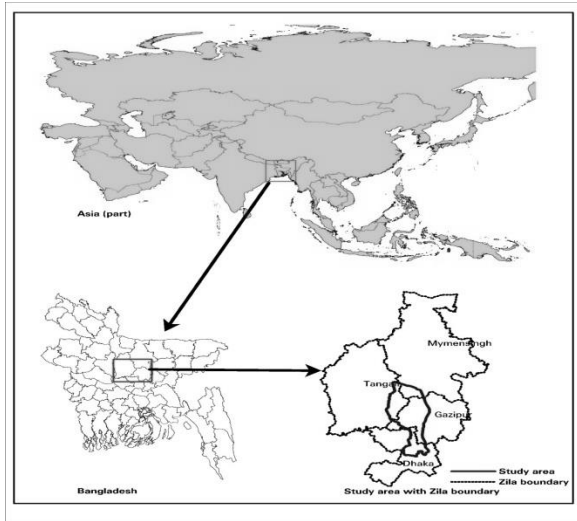 Asia (part)
Mymensingh
Tangail
Gazipur
Dhaka
Study area
Zila boundary
Bangladesh
Study area with Zila boundary